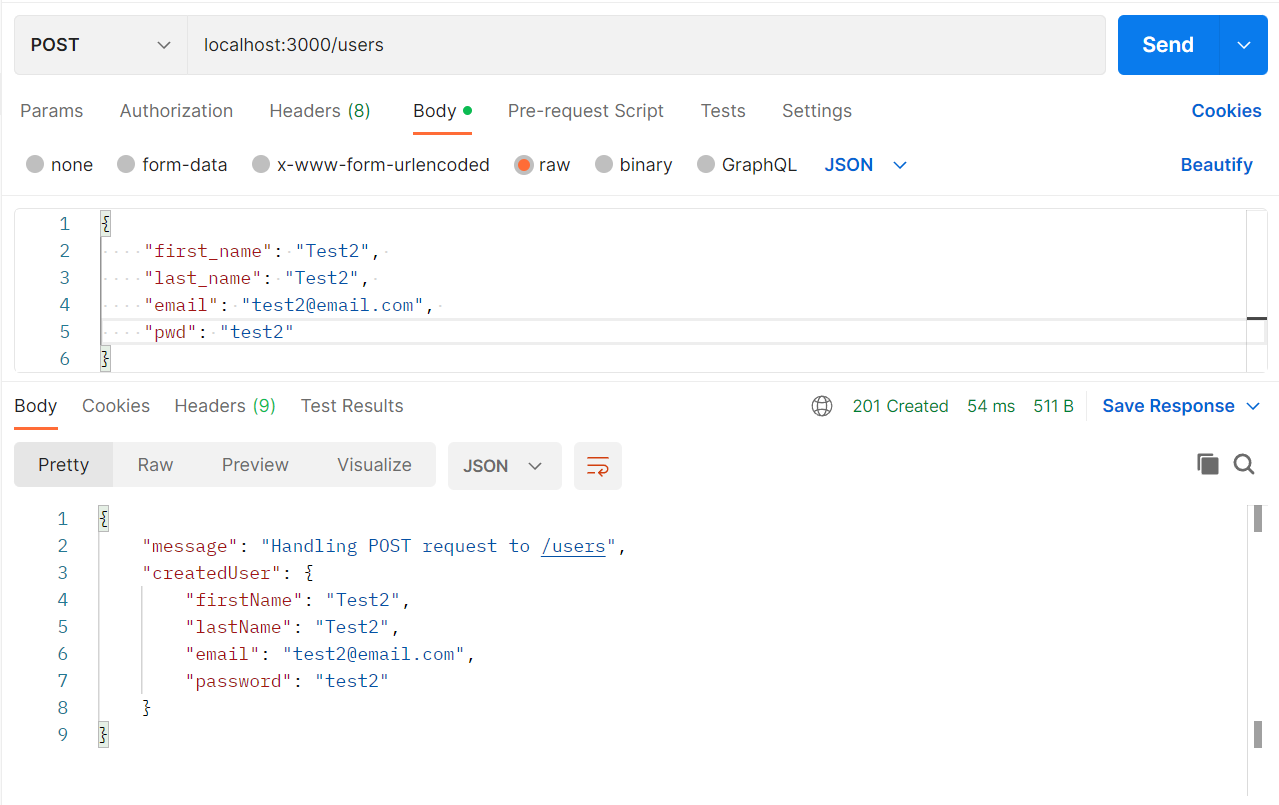 POST localhost:3000/users Send
Params Authorization Headers (8) Body Pre-request Script Tests Settings Cookies
none form-data x-www-form-urlencoded raw binary GraphQL JSON Beautify
1 {
2 "first_name": "Test2",
3 "last_name": "Test2",
4 "email": "test2@email.com",
5 "pwd": "test2"
6 }
Body Cookies Headers (9) Test Results 201 Created 54 ms 511 B Save Response
Pretty Raw Preview Visualize JSON
1 {
2 "message": "Handling POST request to /users",
3 "createdUser": {
4 "firstName": "Test2",
5 "lastName": "Test2",
6 "email": "test2@email.com",
7 "password": "test2"
8 }
9 }